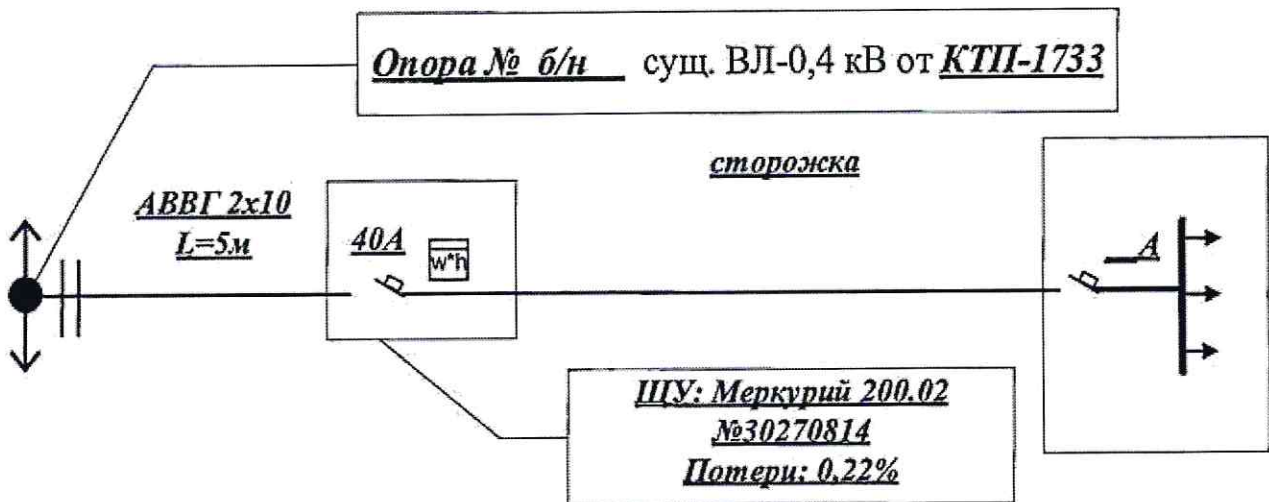 Опора № б/н сущ. ВЛ-0,4 кВ от КТП-1733
сторожка
АВВГ 2х10
L=5м
40А
w*h
А
ЩУ: Меркурий 200.02
№30270814
Потери: 0,22%